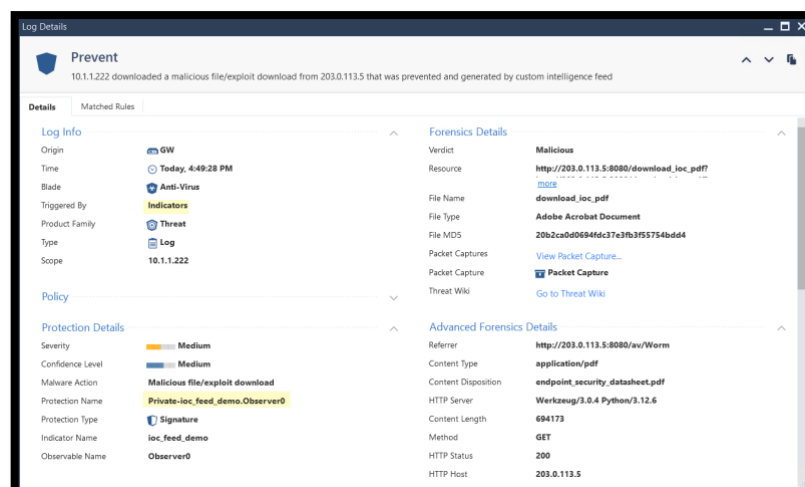 Log Details
Prevent
10.1.1.222 downloaded a malicious file/exploit download from 203.0.113.5 that was prevented and generated by custom intelligence feed
Details Matched Rules
Log Info
Origin GW
Time Today, 4:49:28 PM
Blade Anti-Virus
Triggered By Indicators
Product Family Threat
Type Log
Scope 10.1.1.222
Policy
Protection Details
Severity Medium
Confidence Level Medium
Malware Action Malicious file/exploit download
Protection Name Private-ioc_feed_demo.Observer0
Protection Type Signature
Indicator Name ioc_feed_demo
Observable Name Observer0
Forensics Details
Verdict Malicious
Resource http://203.0.113.5:8080/download_ioc_pdf?
more
File Name download_ioc_pdf
File Type Adobe Acrobat Document
File MD5 20b2ca0d0694fdc37e3fb3f55754bdd4
Packet Captures View Packet Capture...
Packet Capture Packet Capture
Threat Wiki Go to Threat Wiki
Advanced Forensics Details
Referrer http://203.0.113.5:8080/av/Worm
Content Type application/pdf
Content Disposition endpoint_security_datasheet.pdf
HTTP Server Werkzeug/3.0.4 Python/3.12.6
Content Length 694173
Method GET
HTTP Status 200
HTTP Host 203.0.113.5